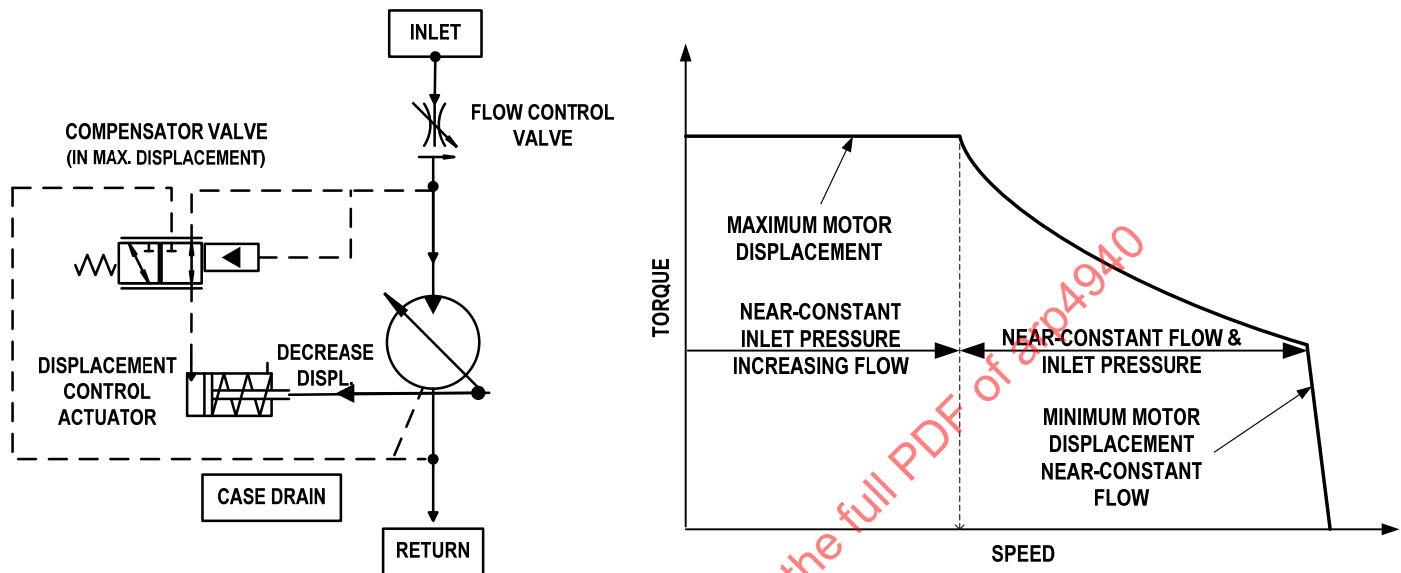 INLET
FLOW CONTROL
VALVE
COMPENSATOR VALVE
(IN MAX. DISPLACEMENT)
DISPLACEMENT
CONTROL
ACTUATOR
DECREASE
DISPL.
CASE DRAIN
RETURN
TORQUE
MAXIMUM MOTOR
DISPLACEMENT
NEAR-CONSTANT
INLET PRESSURE
INCREASING FLOW
NEAR-CONSTANT FLOW &
INLET PRESSURE
MINIMUM MOTOR
DISPLACEMENT
NEAR-CONSTANT
FLOW
SPEED
the full PDF of arp4940